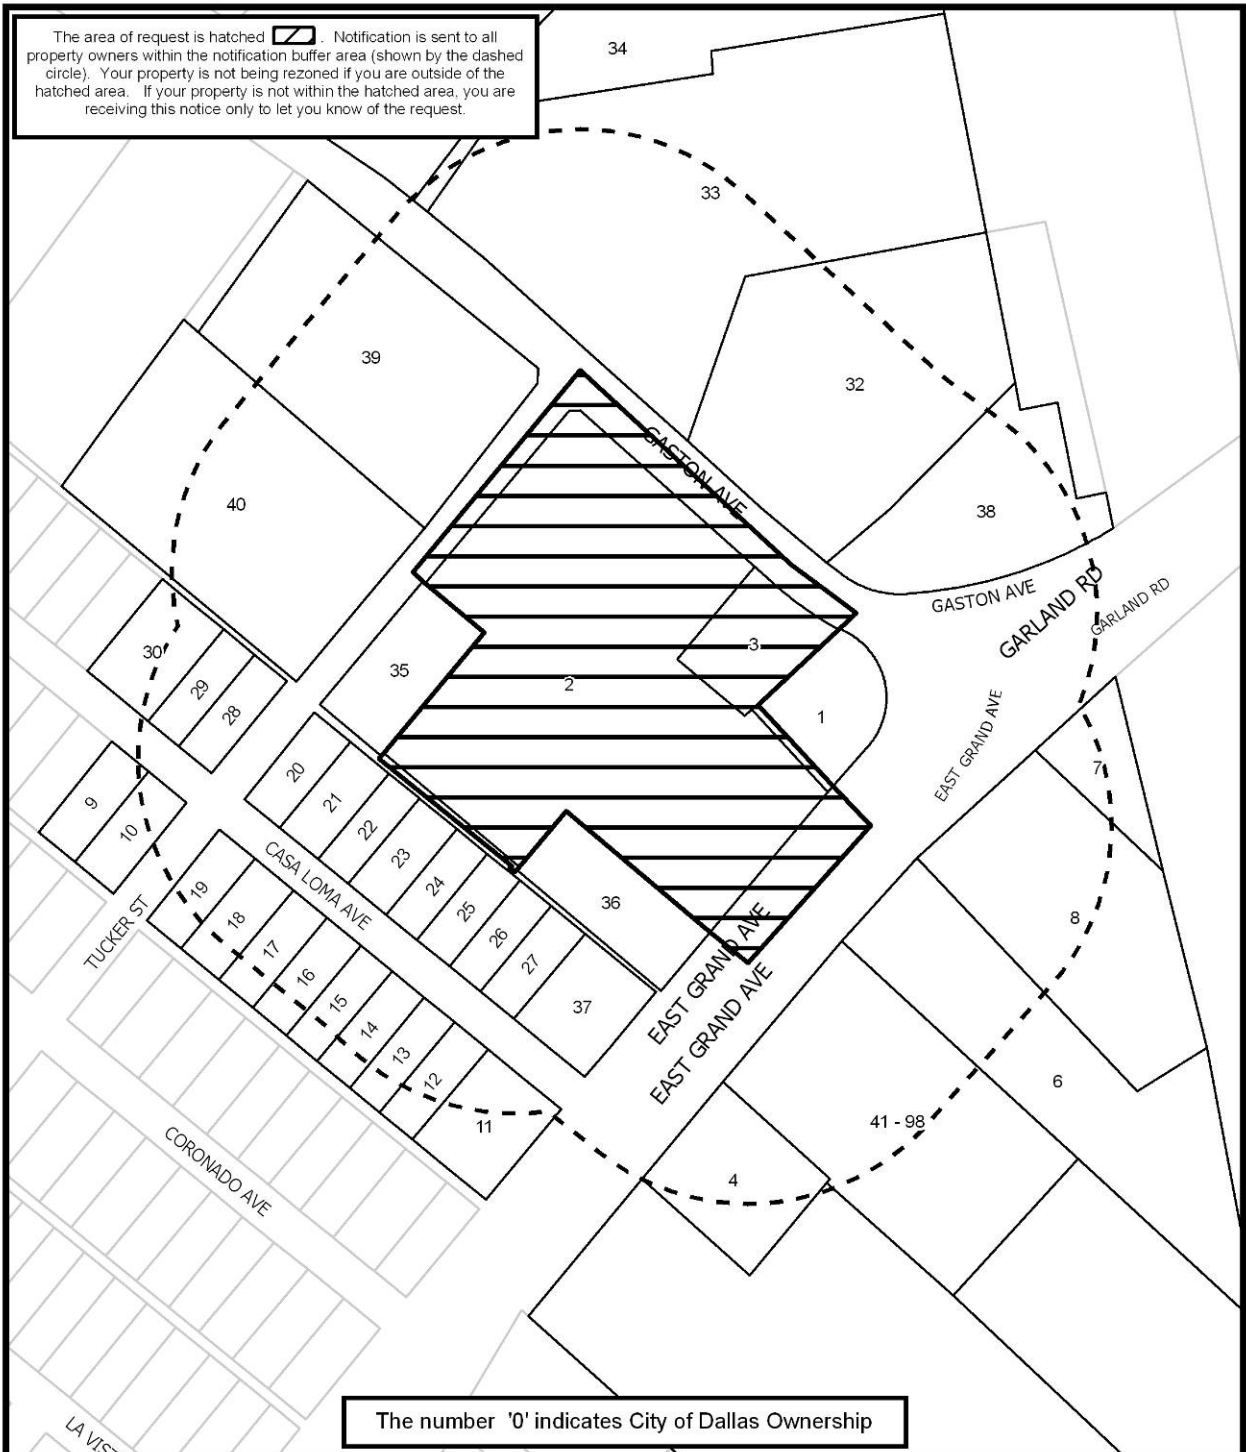 The area of request is hatched . Notification is sent to all
property owners within the notification buffer area (shown by the dashed
circle). Your property is not being rezoned if you are outside of the
hatched area. If your property is not within the hatched area, you are
receiving this notice only to let you know of the request.
34
33
39
32
GASTON AVE
40
38
GASTON AVE
GARLAND RD
GARLAND RD
3
30
29
28
35
2
1
EAST GRAND AVE
7
9
10
20
21
22
23
24
25
26
27
37
36
CASA LOMA AVE
TUCKER ST
19
18
17
16
15
14
13
12
11
8
EAST GRAND AVE
EAST GRAND AVE
6
41 - 98
4
CORONADO AVE
The number '0' indicates City of Dallas Ownership